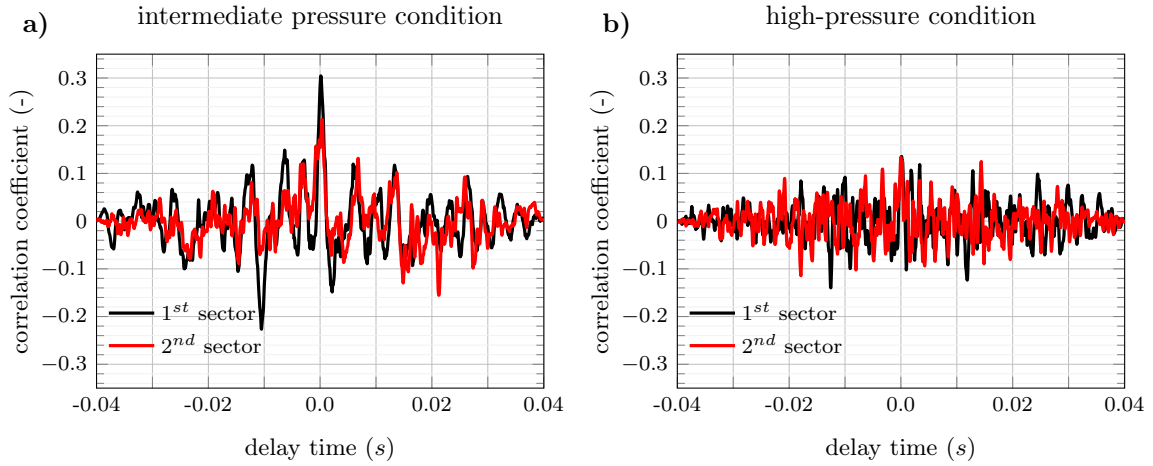 a)
intermediate pressure condition
correlation coefficient (-)
0.3
0.2
0.1
0
−0.1
−0.2
−0.3
1st sector
2nd sector
-0.04
-0.02
0.0
0.02
0.04
delay time (s)
b)
high-pressure condition
correlation coefficient (-)
0.3
0.2
0.1
0
−0.1
−0.2
−0.3
1st sector
2nd sector
-0.04
-0.02
0.0
0.02
0.04
delay time (s)